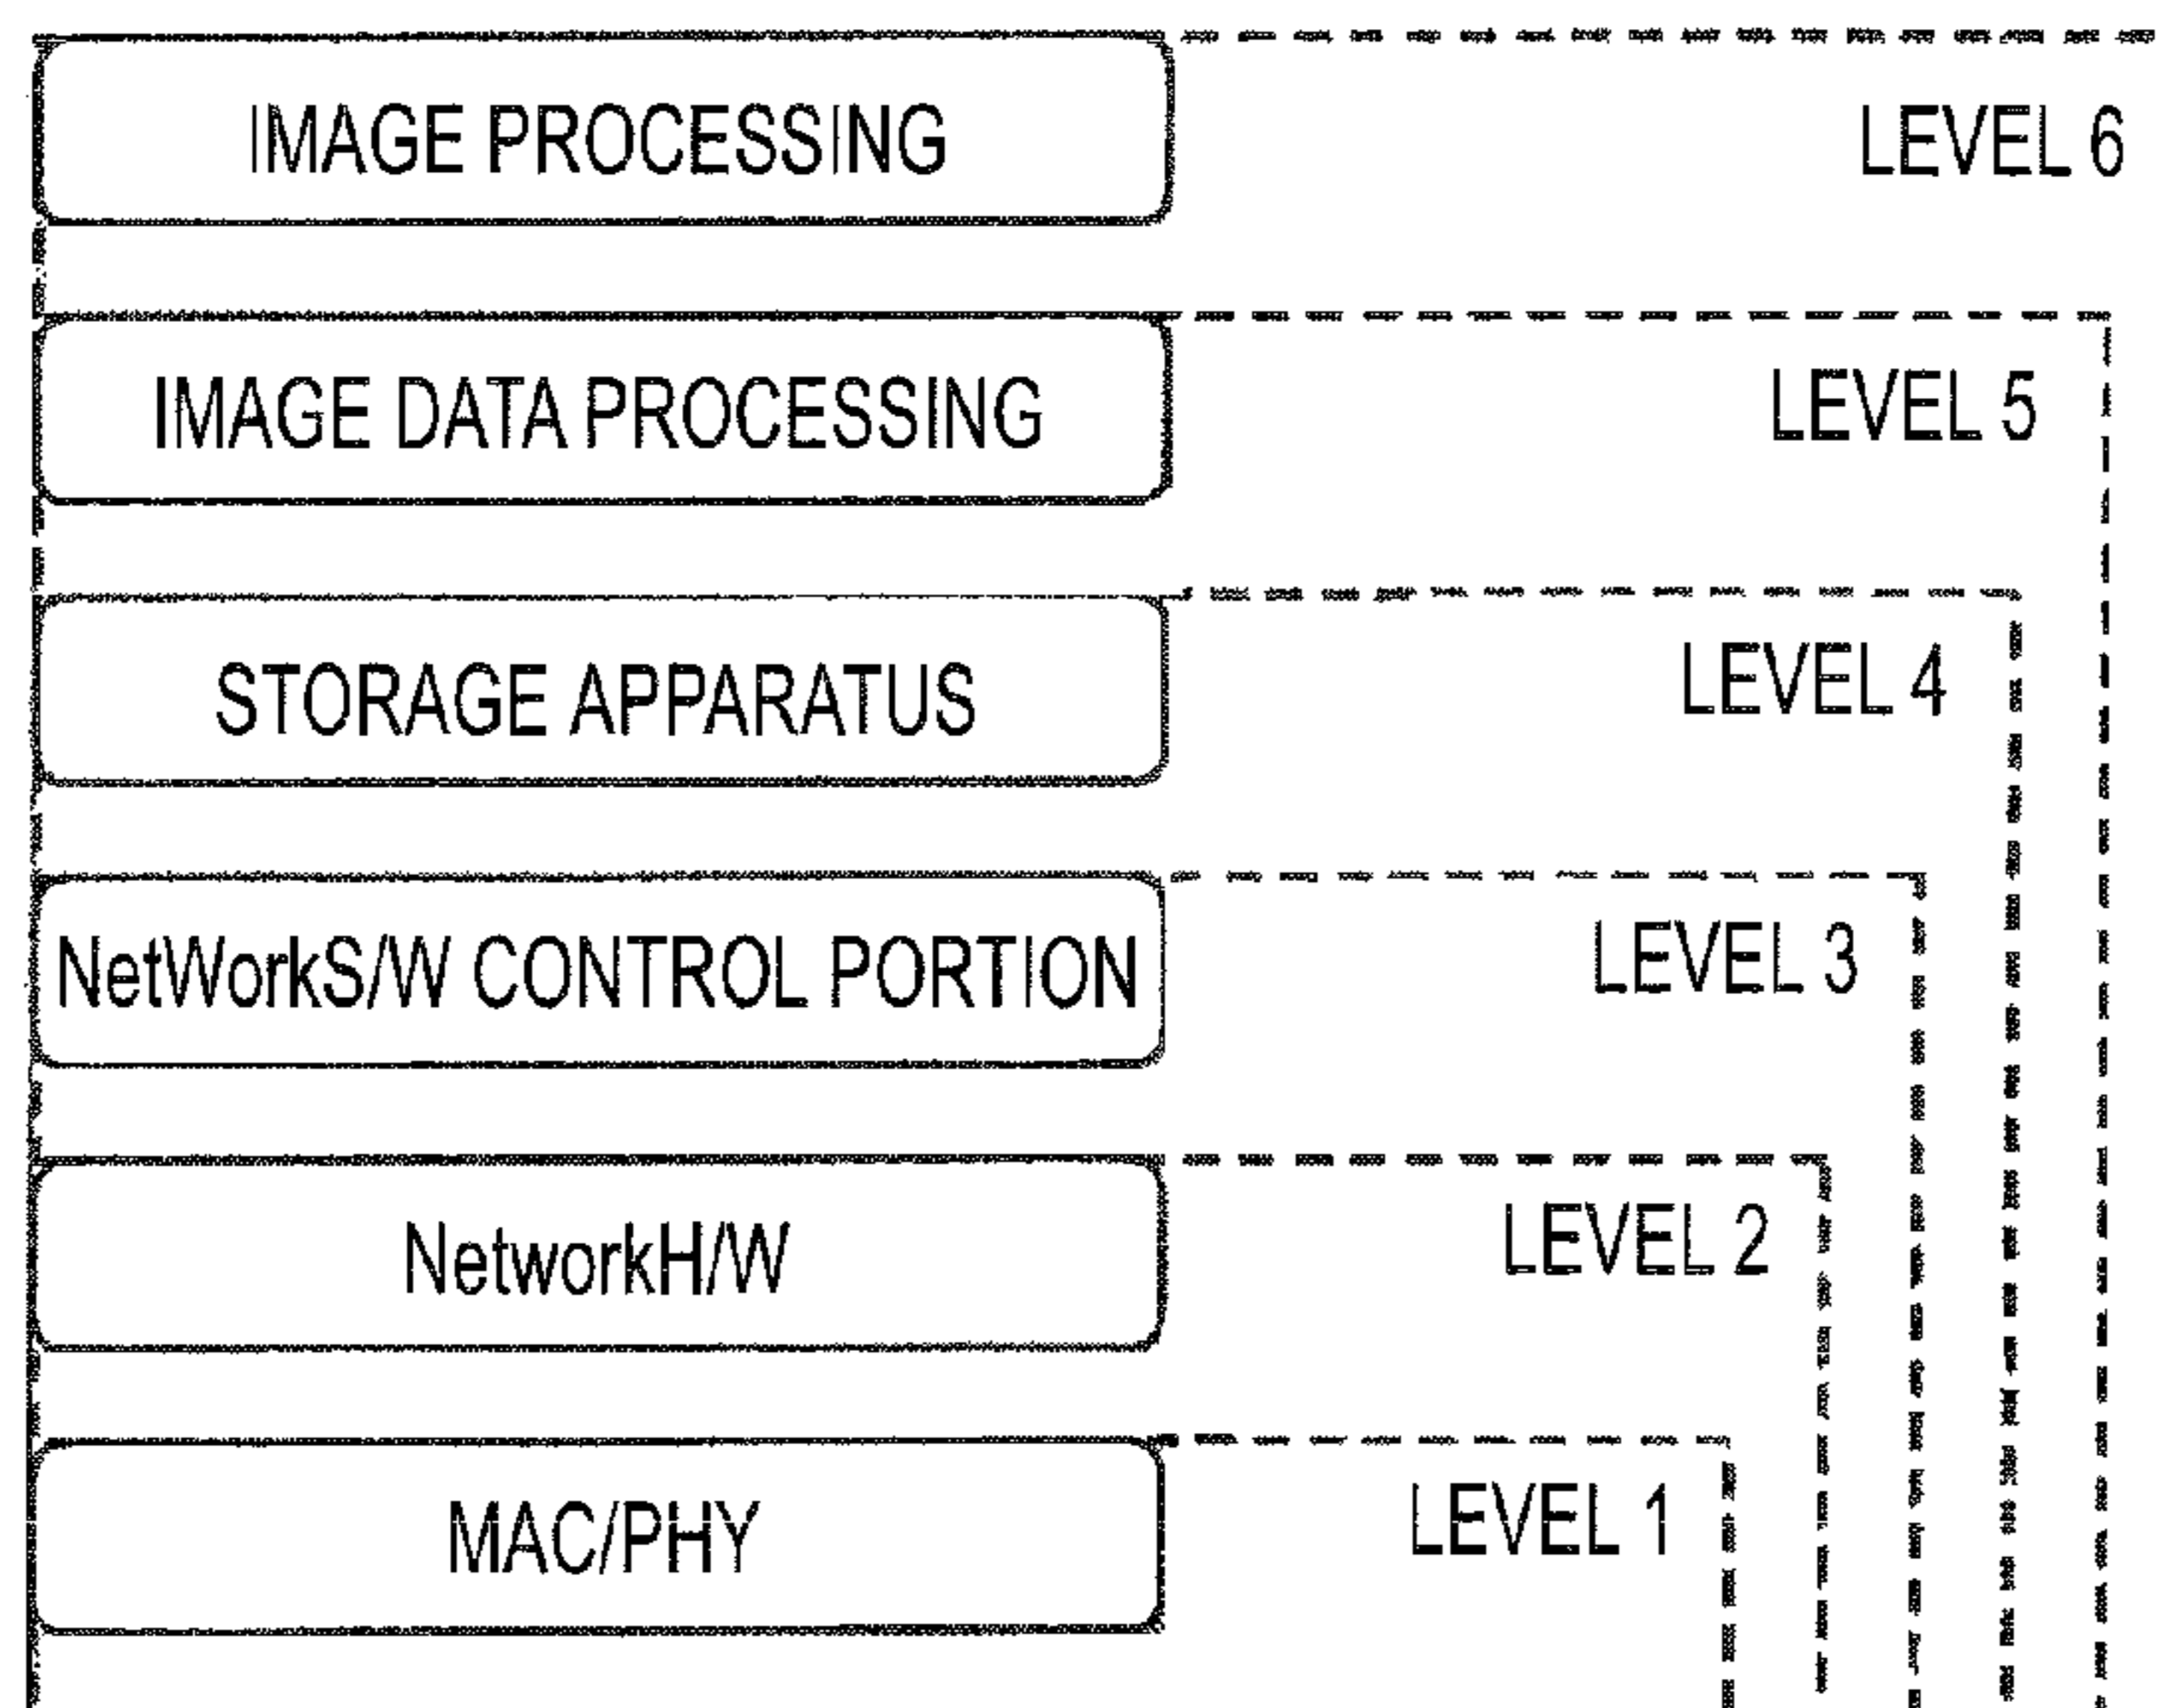 IMAGE PROCESSING LEVEL 6
IMAGE DATA PROCESSING LEVEL 5
STORAGE APPARATUS LEVEL 4
NetWorkS/W CONTROL PORTION LEVEL 3
NetworkH/W LEVEL 2
MAC/PHY LEVEL 1